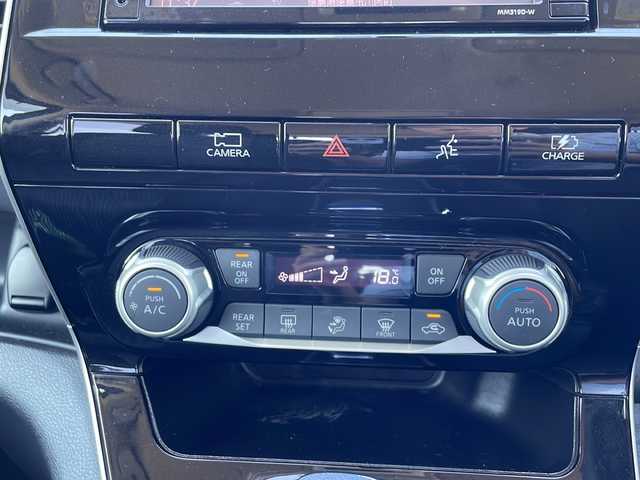 MM319D-W
CAMERA
CHARGE
PUSH
A/C
REAR
ON
OFF
18.0
°C
ON
OFF
PUSH
AUTO
REAR
SET
REAR
FRONT